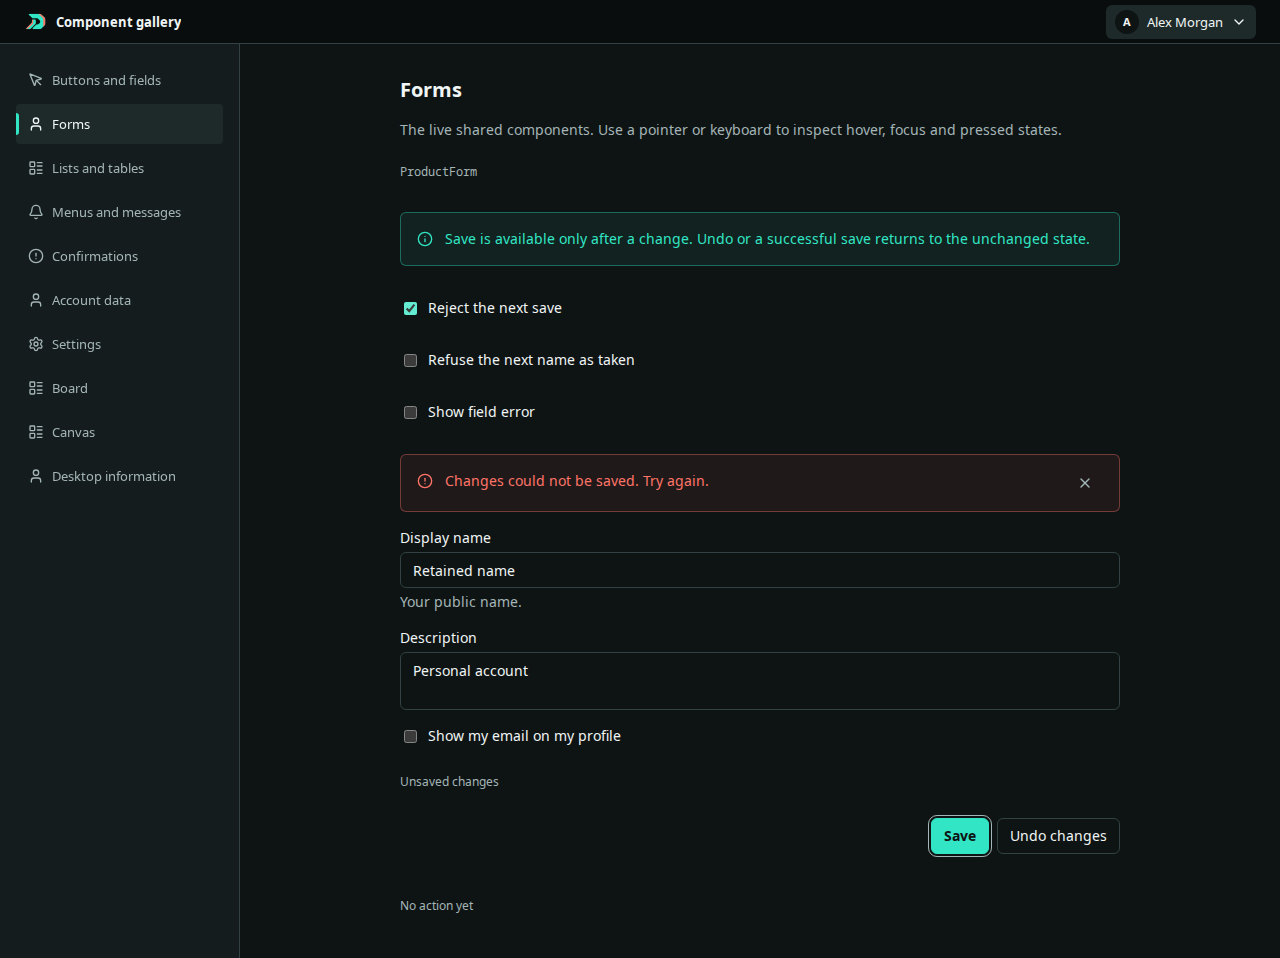 Component gallery
A
Alex Morgan
Buttons and fields
Forms
Lists and tables
Menus and messages
Confirmations
Account data
Settings
Board
Canvas
Desktop information
Forms
The live shared components. Use a pointer or keyboard to inspect hover, focus and pressed states.
ProductForm
Save is available only after a change. Undo or a successful save returns to the unchanged state.
Reject the next save
Refuse the next name as taken
Show field error
Changes could not be saved. Try again.
Display name
Retained name
Your public name.
Description
Personal account
Show my email on my profile
Unsaved changes
Save
Undo changes
No action yet